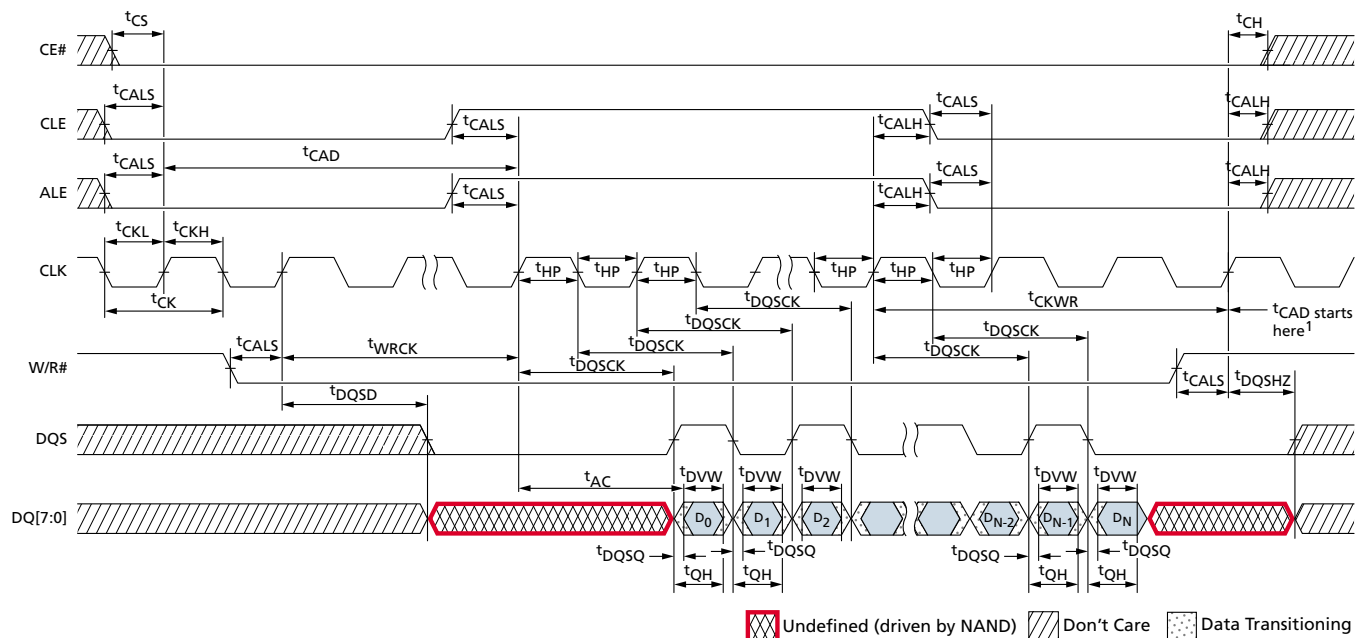 tCS
tCH
CE#
tCALS
tCALS
tCALH
CLE
tCALS
tCALH
tCAD
tCALS
tCALS
tCALH
ALE
tCALS
tCALH
tCKL
tCKH
CLK
tHP
tHP
tHP
tHP
tHP
tHP
tCK
tDQSCK
tCKWR
tCAD starts
here1
tDQSCK
tDQSCK
tCALS
tWRCK
tDQSCK
tDQSCK
W/R#
tDQSCK
tDQSD
tCALS
tDQSHZ
DQS
tAC
tDVW
tDVW
tDVW
tDVW
tDVW
DQ[7:0]
D0
D1
D2
DN-2
DN-1
DN
tDQSQ
tDQSQ
tDQSQ
tDQSQ
tQH
tQH
tQH
tQH
Undefined (driven by NAND)
Don't Care
Data Transitioning